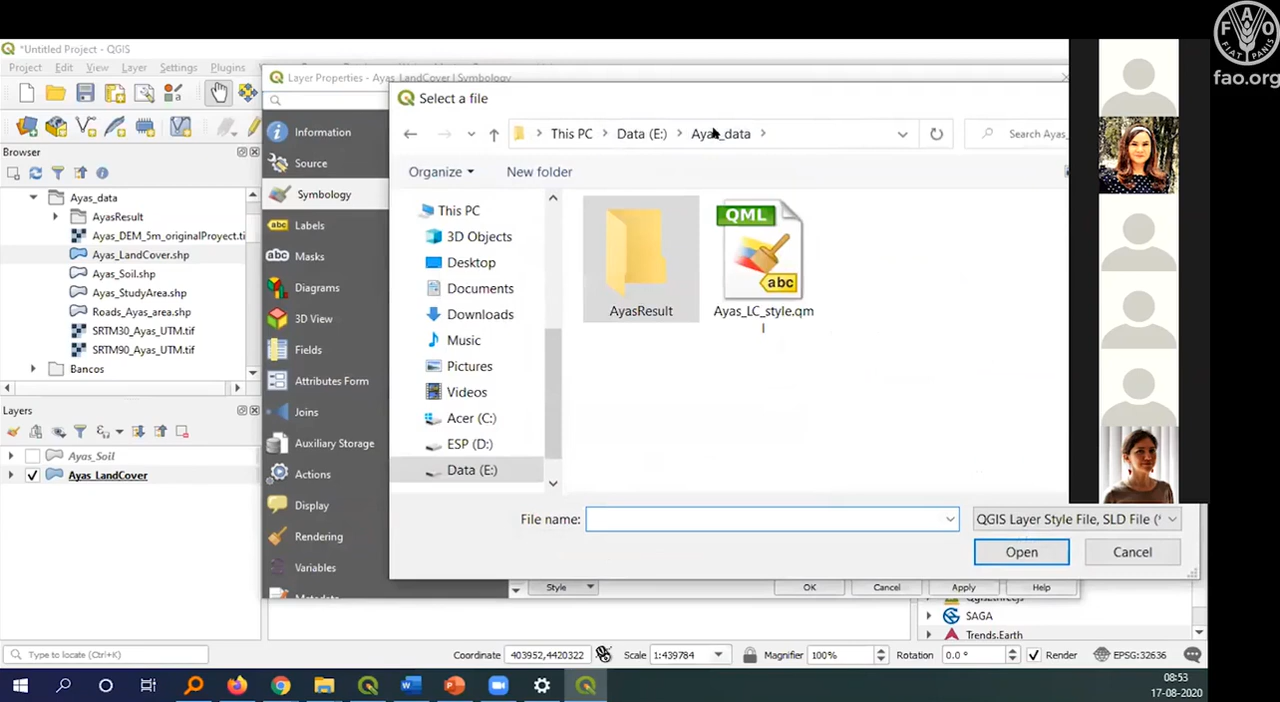 FAO
FIAT PANIS
fao.org
*Untitled Project - QGIS
Project Edit View Layer Settings Plugins
Layer Properties - Ayas_LandCover | Symbology
Select a file
This PC Data (E:) Ayas_data
Search Ayas_
Organize New folder
Browser
Ayas_data
AyasResult
Ayas_DEM_5m_originalProyect.ti
Ayas_LandCover.shp
Ayas_Soil.shp
Ayas_StudyArea.shp
Roads_Ayas_area.shp
SRTM30_Ayas_UTM.tif
SRTM90_Ayas_UTM.tif
Bancos
Layers
Ayas_Soil
Ayas_LandCover
Information
Source
Symbology
abc Labels
abc Masks
Diagrams
3D View
Fields
Attributes Form
Joins
Auxiliary Storage
Actions
Display
Rendering
Variables
This PC
3D Objects
Desktop
Documents
Downloads
Music
Pictures
Videos
Acer (C:)
ESP (D:)
Data (E:)
AyasResult
QML
abc
Ayas_LC_style.qm
l
File name:
QGIS Layer Style File, SLD File (*
Open Cancel
Style OK Cancel Apply Help
SAGA
Trends.Earth
Type to locate (Ctrl+K)
Coordinate 403952,4420322 Scale 1:439784 Magnifier 100% Rotation 0.0 ° Render EPSG:32636
08:53
17-08-2020